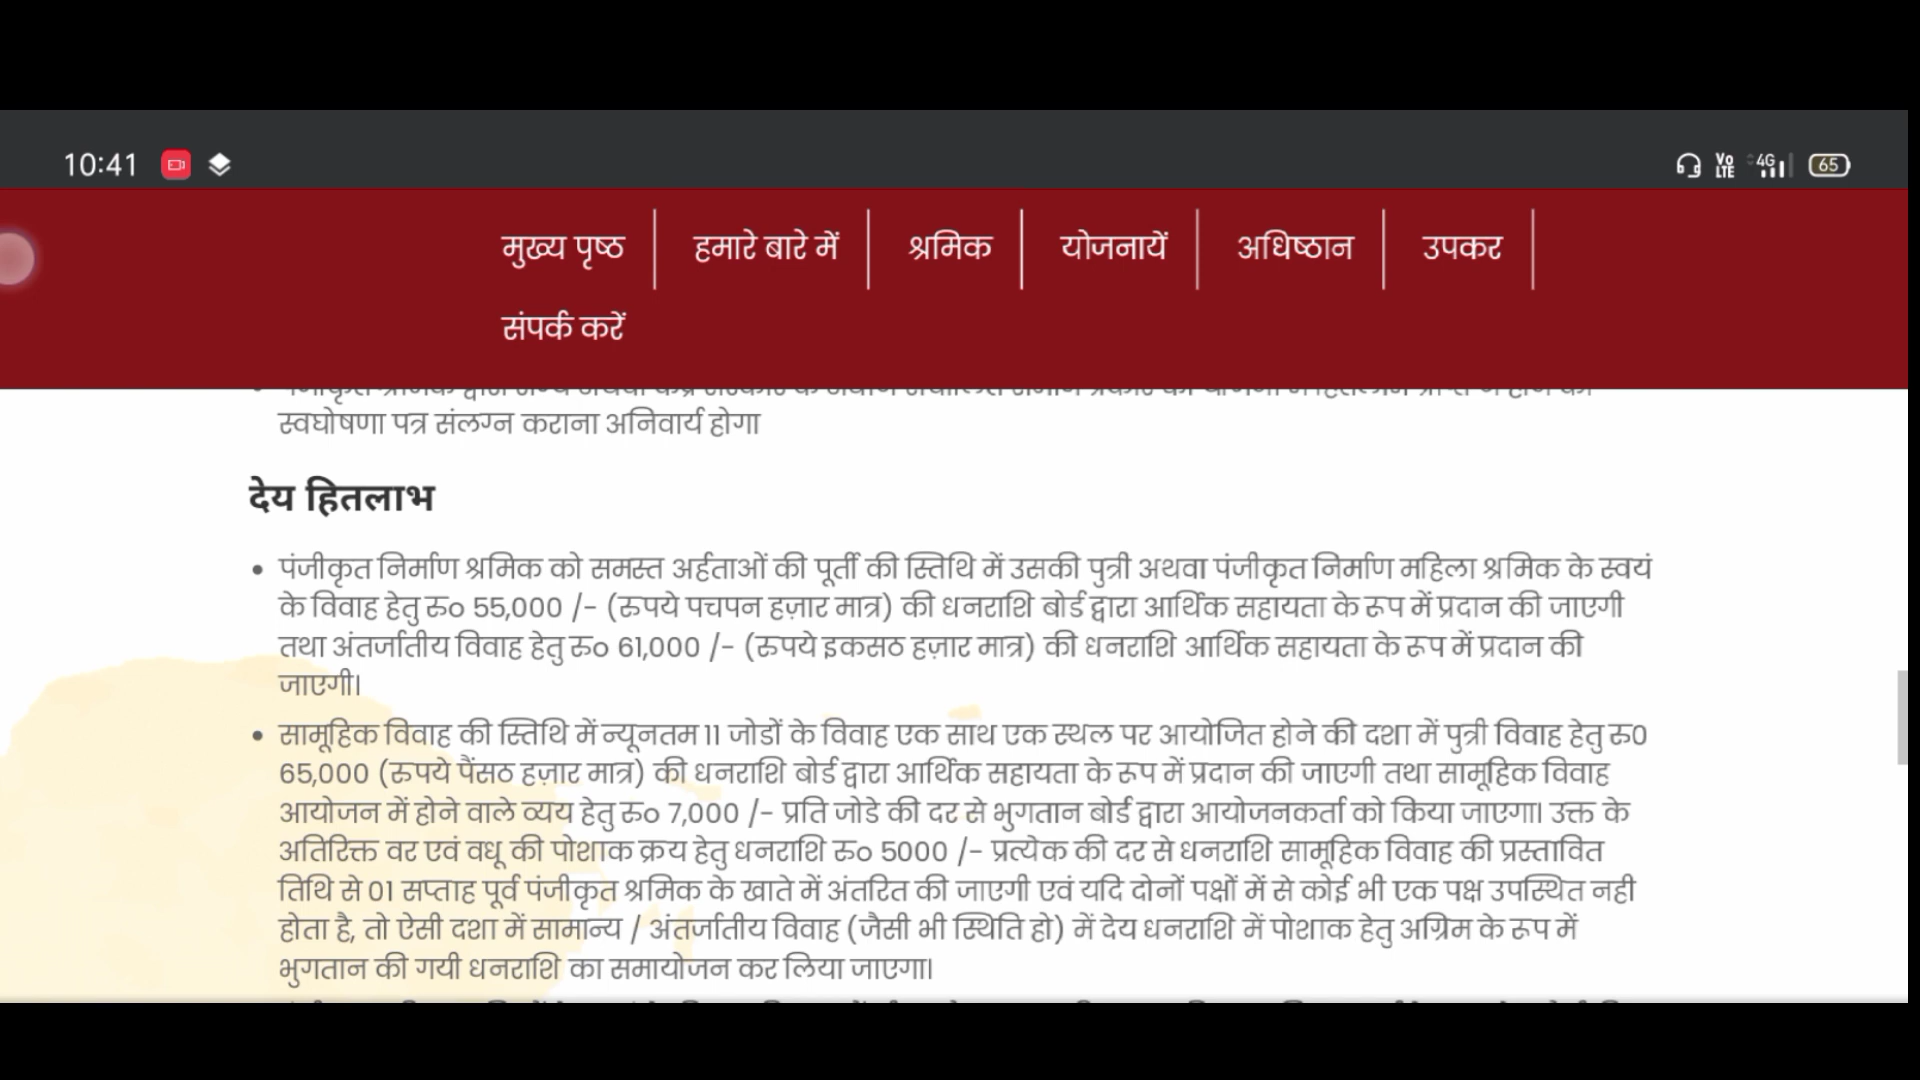 10:41
Vo LTE 4G 65
मुख्य पृष्ठ हमारे बारे में श्रमिक योजनायें अधिष्ठान उपकर
संपर्क करें
स्वघोषणा पत्र संलग्न कराना अनिवार्य होगा
देय हितलाभ
• पंजीकृत निर्माण श्रमिक को समस्त अर्हताओं की पूर्ती की स्तिथि में उसकी पुत्री अथवा पंजीकृत निर्माण महिला श्रमिक के स्वयं
के विवाह हेतु रु० 55,000 /- (रुपये पचपन हज़ार मात्र) की धनराशि बोर्ड द्वारा आर्थिक सहायता के रूप में प्रदान की जाएगी
तथा अंतर्जातीय विवाह हेतु रु० 61,000 /- (रुपये इकसठ हज़ार मात्र) की धनराशि आर्थिक सहायता के रूप में प्रदान की
जाएगी।
• सामूहिक विवाह की स्तिथि में न्यूनतम 11 जोडों के विवाह एक साथ एक स्थल पर आयोजित होने की दशा में पुत्री विवाह हेतु रु0
65,000 (रुपये पैंसठ हज़ार मात्र) की धनराशि बोर्ड द्वारा आर्थिक सहायता के रूप में प्रदान की जाएगी तथा सामूहिक विवाह
आयोजन में होने वाले व्यय हेतु रु० 7,000 /- प्रति जोडे की दर से भुगतान बोर्ड द्वारा आयोजनकर्ता को किया जाएगा। उक्त के
अतिरिक्त वर एवं वधू की पोशाक क्रय हेतु धनराशि रु० 5000 /- प्रत्येक की दर से धनराशि सामूहिक विवाह की प्रस्तावित
तिथि से 01 सप्ताह पूर्व पंजीकृत श्रमिक के खाते में अंतरित की जाएगी एवं यदि दोनों पक्षों में से कोई भी एक पक्ष उपस्थित नही
होता है, तो ऐसी दशा में सामान्य / अंतर्जातीय विवाह (जैसी भी स्थिति हो) में देय धनराशि में पोशाक हेतु अग्रिम के रूप में
भुगतान की गयी धनराशि का समायोजन कर लिया जाएगा।